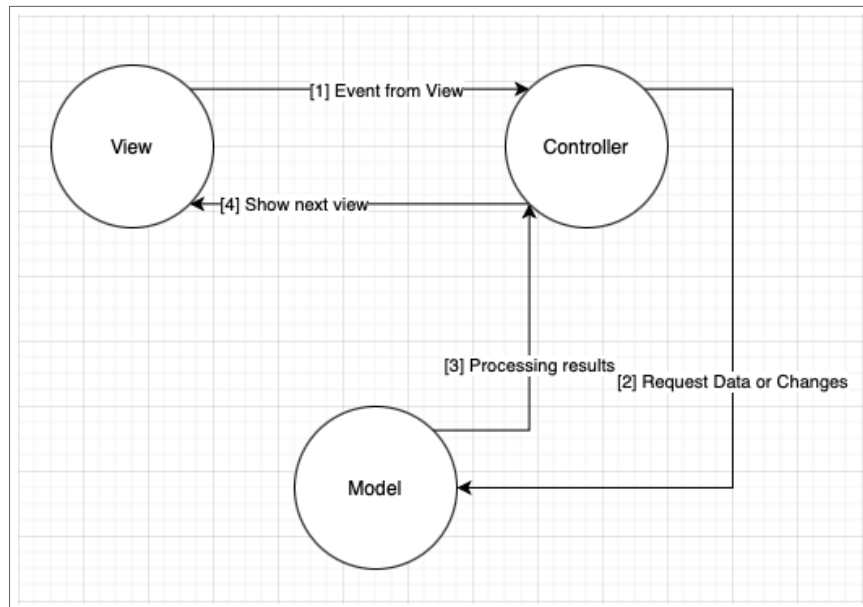 [1] Event from View
View
Controller
[4] Show next view
[3] Processing results
[2] Request Data or Changes
Model